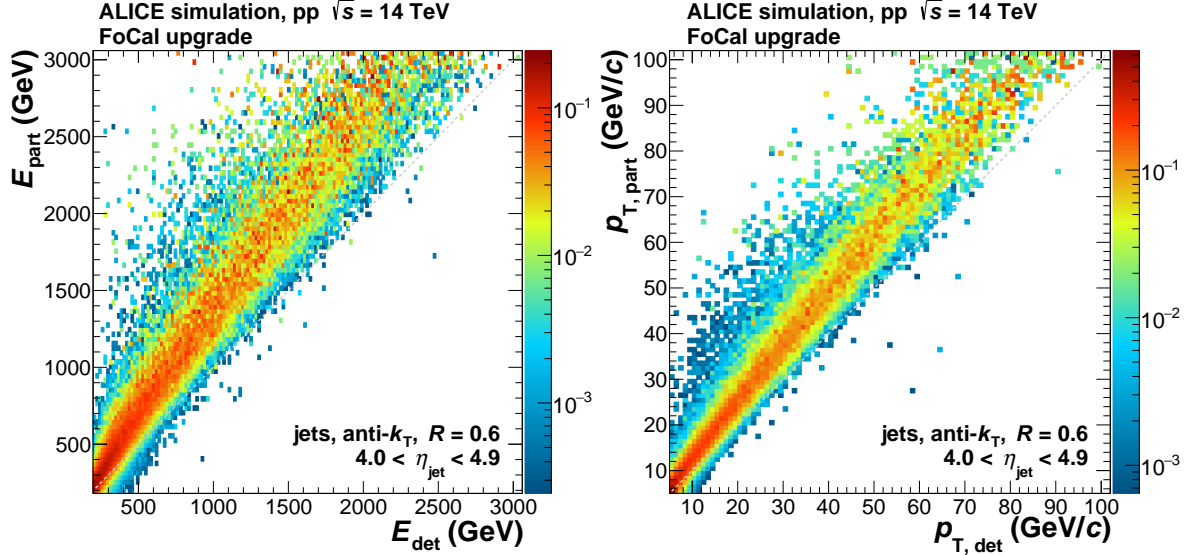 ALICE simulation, pp √s = 14 TeV
FoCal upgrade
E_part (GeV)
3000
2500
2000
1500
1000
500
500 1000 1500 2000 2500 3000
E_det (GeV)
jets, anti-k_T, R = 0.6
4.0 < η_jet < 4.9
10⁻¹
10⁻²
10⁻³
ALICE simulation, pp √s = 14 TeV
FoCal upgrade
p_T,part (GeV/c)
100
90
80
70
60
50
40
30
20
10
10 20 30 40 50 60 70 80 90 100
p_T, det (GeV/c)
jets, anti-k_T, R = 0.6
4.0 < η_jet < 4.9
10⁻¹
10⁻²
10⁻³